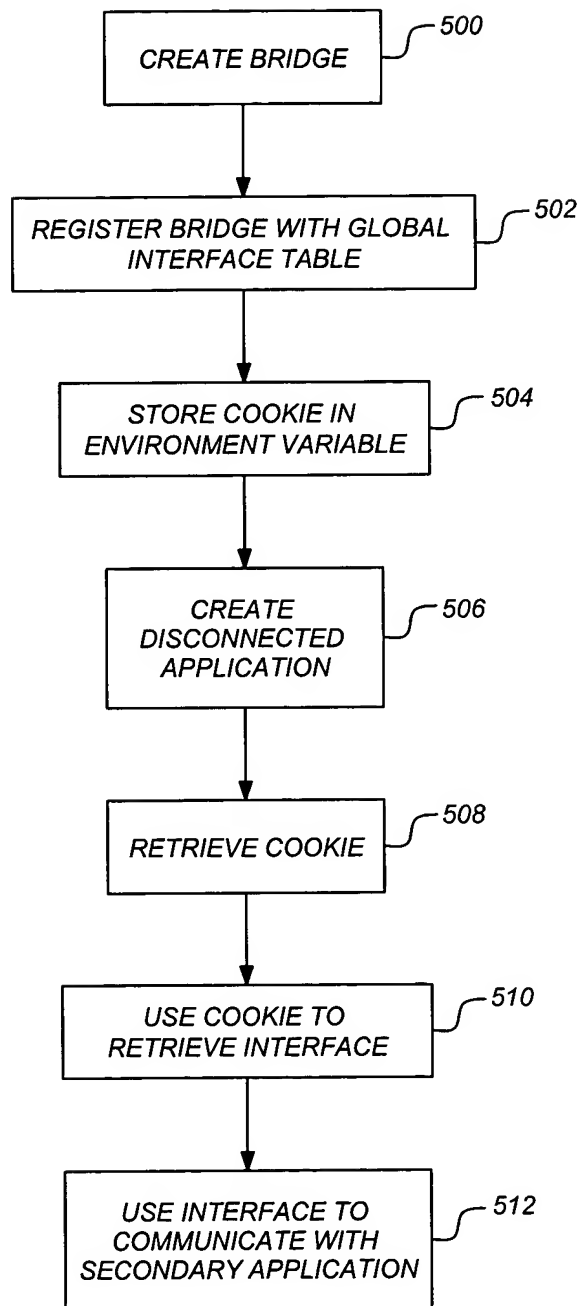 CREATE BRIDGE
500
REGISTER BRIDGE WITH GLOBAL
INTERFACE TABLE
502
STORE COOKIE IN
ENVIRONMENT VARIABLE
504
CREATE
DISCONNECTED
APPLICATION
506
RETRIEVE COOKIE
508
USE COOKIE TO
RETRIEVE INTERFACE
510
USE INTERFACE TO
COMMUNICATE WITH
SECONDARY APPLICATION
512